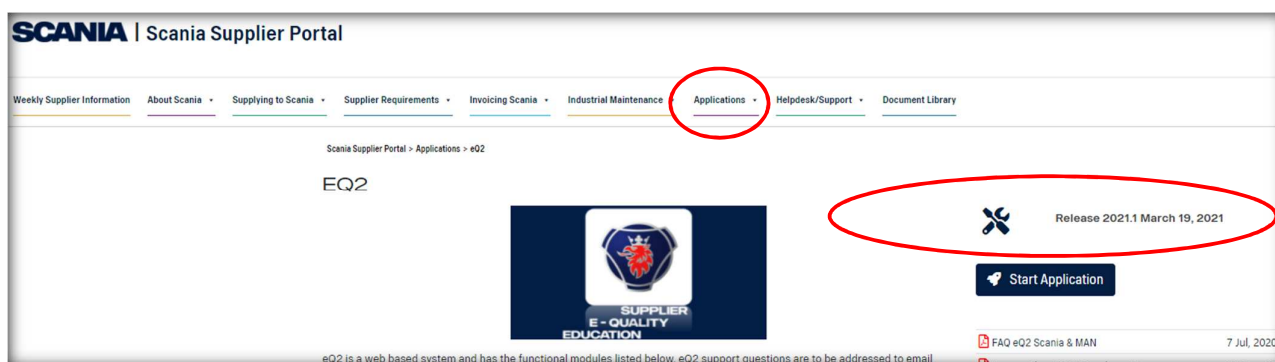 SCANIA | Scania Supplier Portal
Weekly Supplier Information About Scania Supplying to Scania Supplier Requirements Invoicing Scania Industrial Maintenance Applications Helpdesk/Support Document Library
Scania Supplier Portal > Applications > eQ2
EQ2
Release 2021.1 March 19, 2021
Start Application
SUPPLIER
E - QUALITY
EDUCATION
FAQ eQ2 Scania & MAN 7 Jul, 2020
eQ2 is a web based system and has the functional modules listed below. eQ2 support questions are to be addressed to email